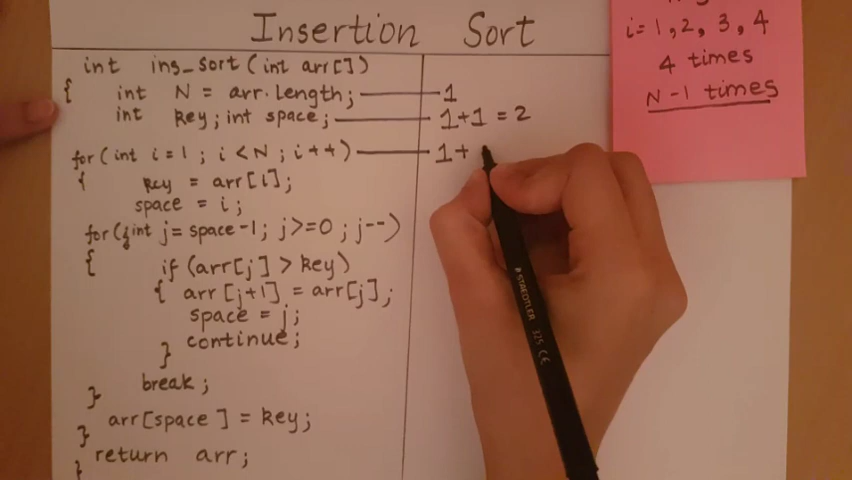 Insertion Sort
int ins_sort (int arr[])
{ int N = arr.length; 1
int key; int space; 1+1 = 2
for (int i=1 ; i<N ; i++) 1+
{ key = arr[i];
space = i;
for(int j= space-1; j>=0 ; j--)
{ if (arr[j] > key)
{ arr [j+1] = arr[j];
space = j;
continue;
}
} break;
arr[space ] = key;
}
return arr;
}
i= 1, 2, 3, 4
4 times
N-1 times
STAEDTLER 325 CE